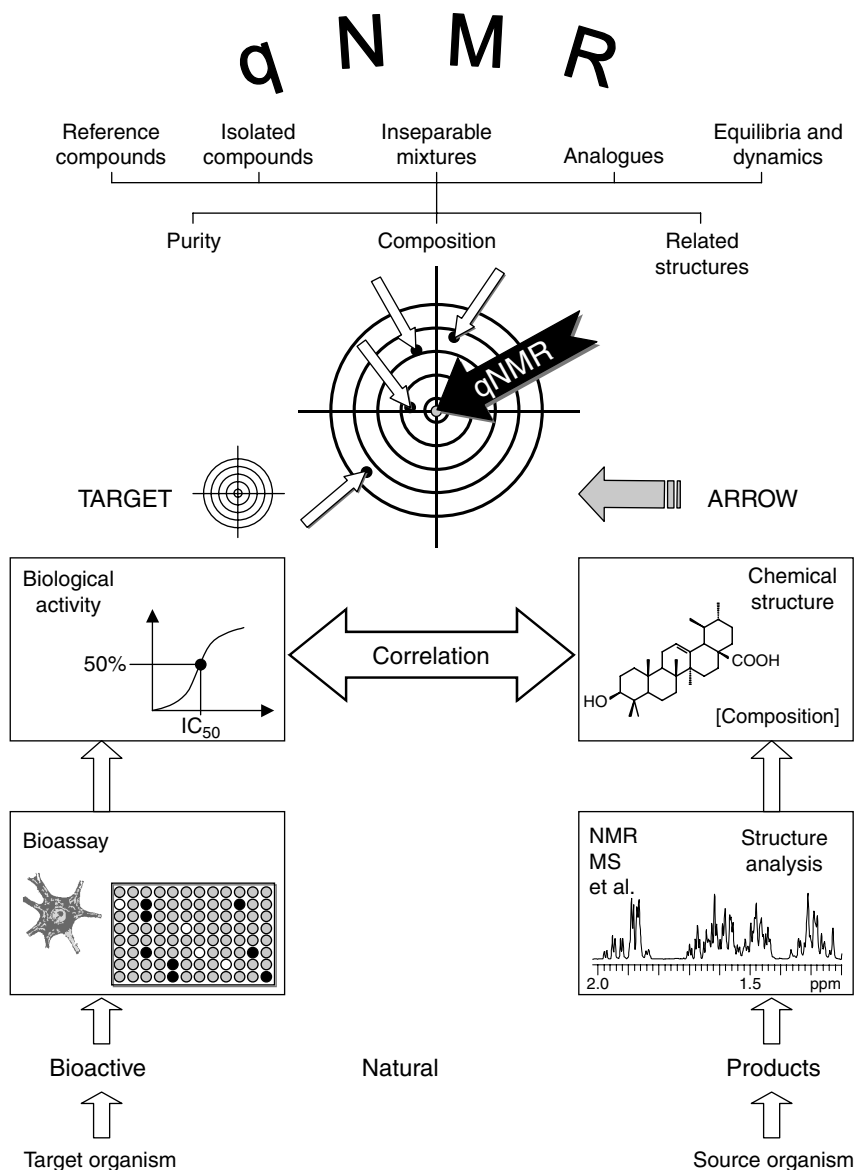 q N M R
Reference
compounds
Isolated
compounds
Inseparable
mixtures
Analogues
Equilibria and
dynamics
Purity
Composition
Related
structures
qNMR
TARGET
ARROW
Biological
activity
50%
IC50
Correlation
Chemical
structure
COOH
HO
[Composition]
Bioassay
NMR
MS
et al.
Structure
analysis
2.0
1.5
ppm
Bioactive
Natural
Products
Target organism
Source organism